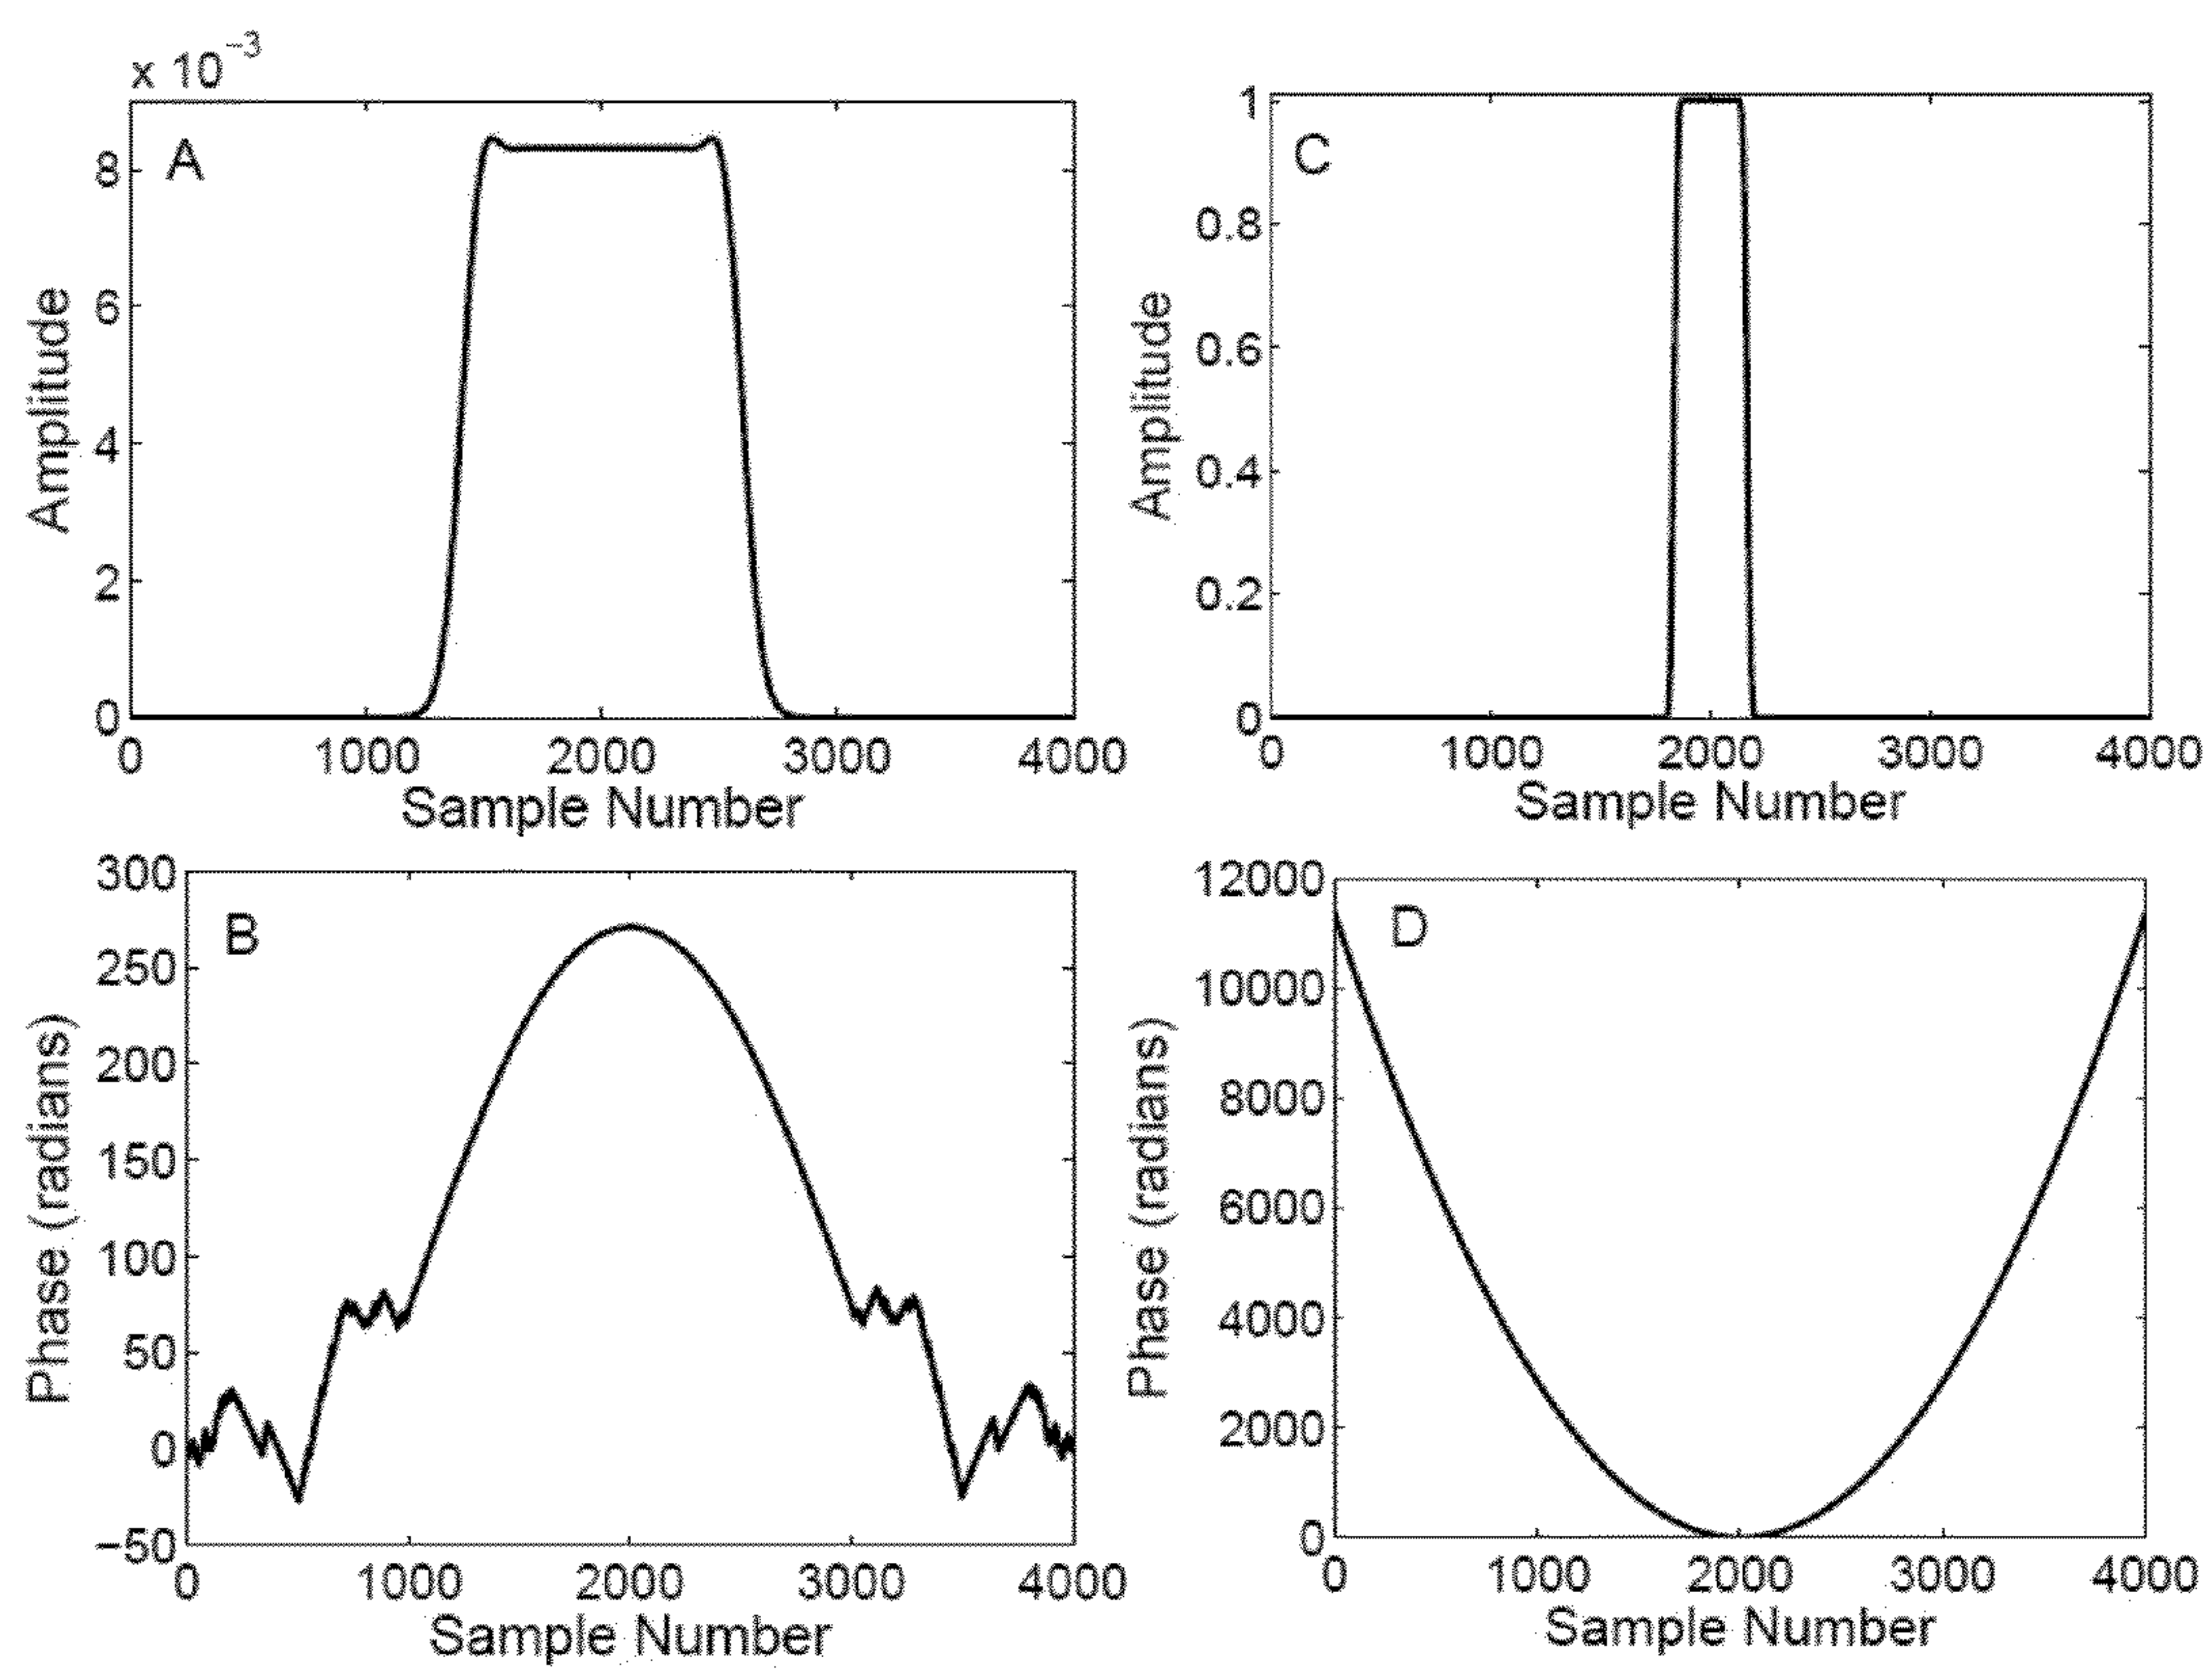 x 10⁻³
A
8
6
4
2
0
0 1000 2000 3000 4000
Sample Number
Amplitude
C
1
0.8
0.6
0.4
0.2
0
0 1000 2000 3000 4000
Sample Number
Amplitude
B
300
250
200
150
100
50
0
−50
0 1000 2000 3000 4000
Sample Number
Phase (radians)
D
12000
10000
8000
6000
4000
2000
0
0 1000 2000 3000 4000
Sample Number
Phase (radians)